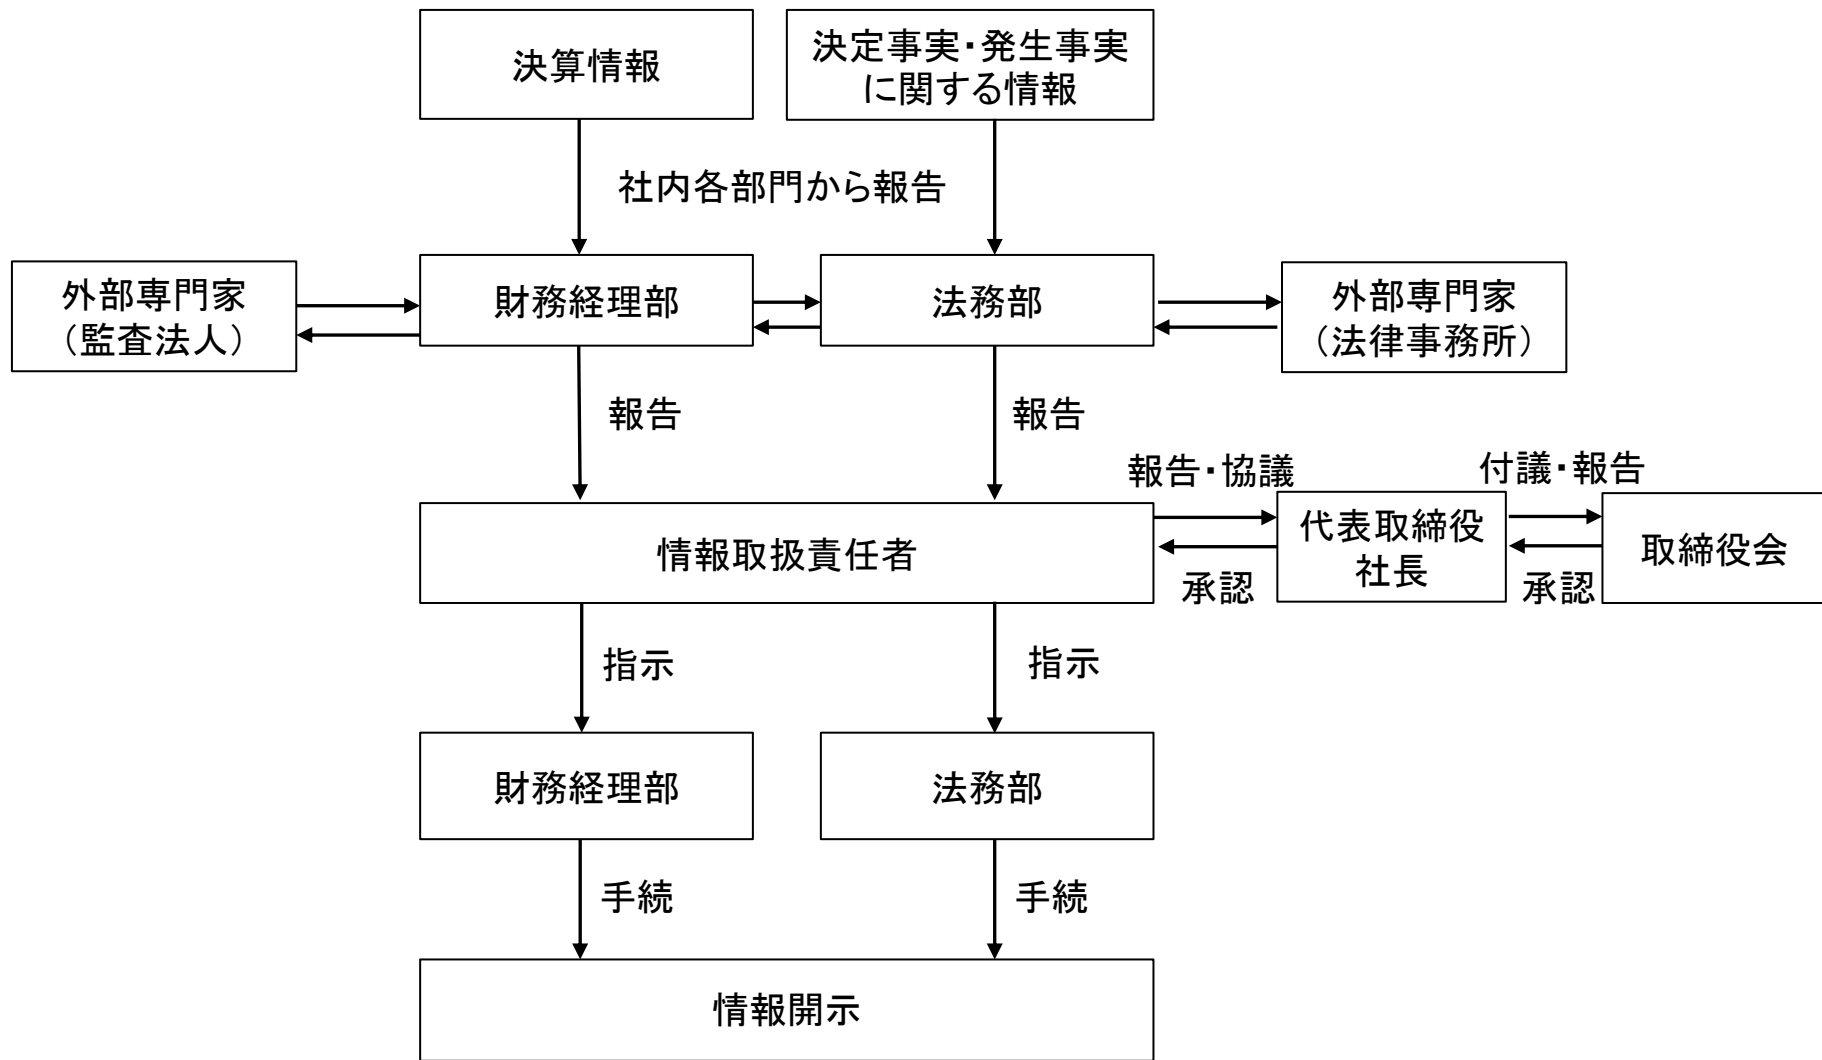 決算情報
決定事実・発生事実
に関する情報
社内各部門から報告
外部専門家
（監査法人）
財務経理部
法務部
外部専門家
（法律事務所）
報告
報告
報告・協議
付議・報告
情報取扱責任者
代表取締役
社長
取締役会
承認
承認
指示
指示
財務経理部
法務部
手続
手続
情報開示